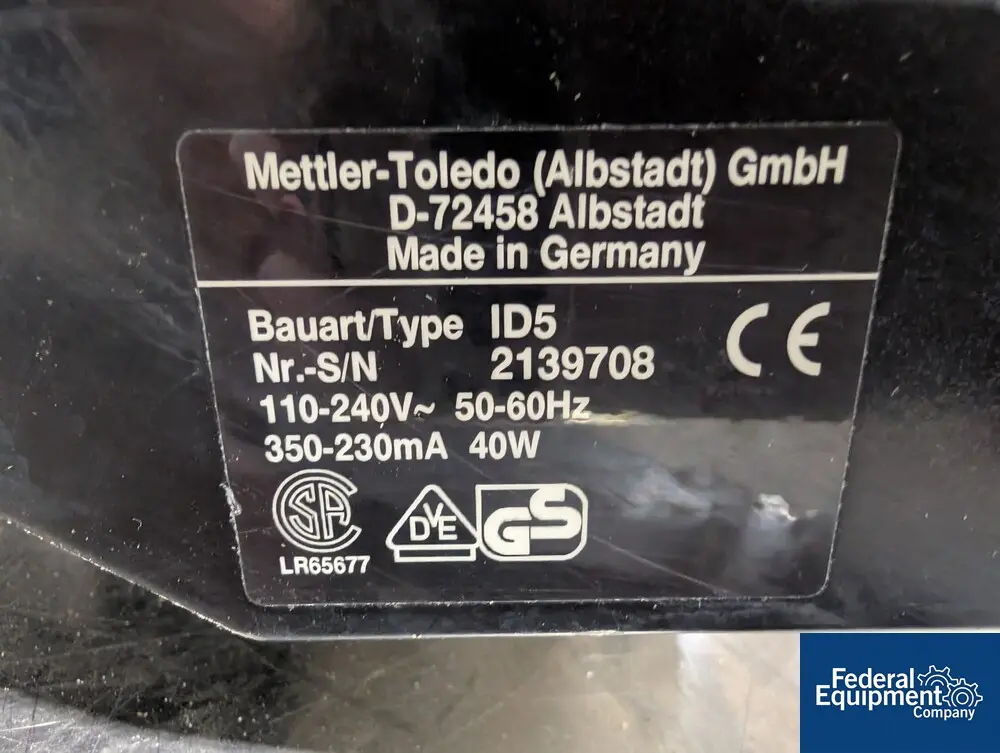 Mettler-Toledo (Albstadt) GmbH
D-72458 Albstadt
Made in Germany
Bauart/Type ID5
Nr.-S/N 2139708
110-240V~ 50-60Hz
350-230mA 40W
CE
CSA
LR65677
DVE
GS
Federal
Equipment
Company